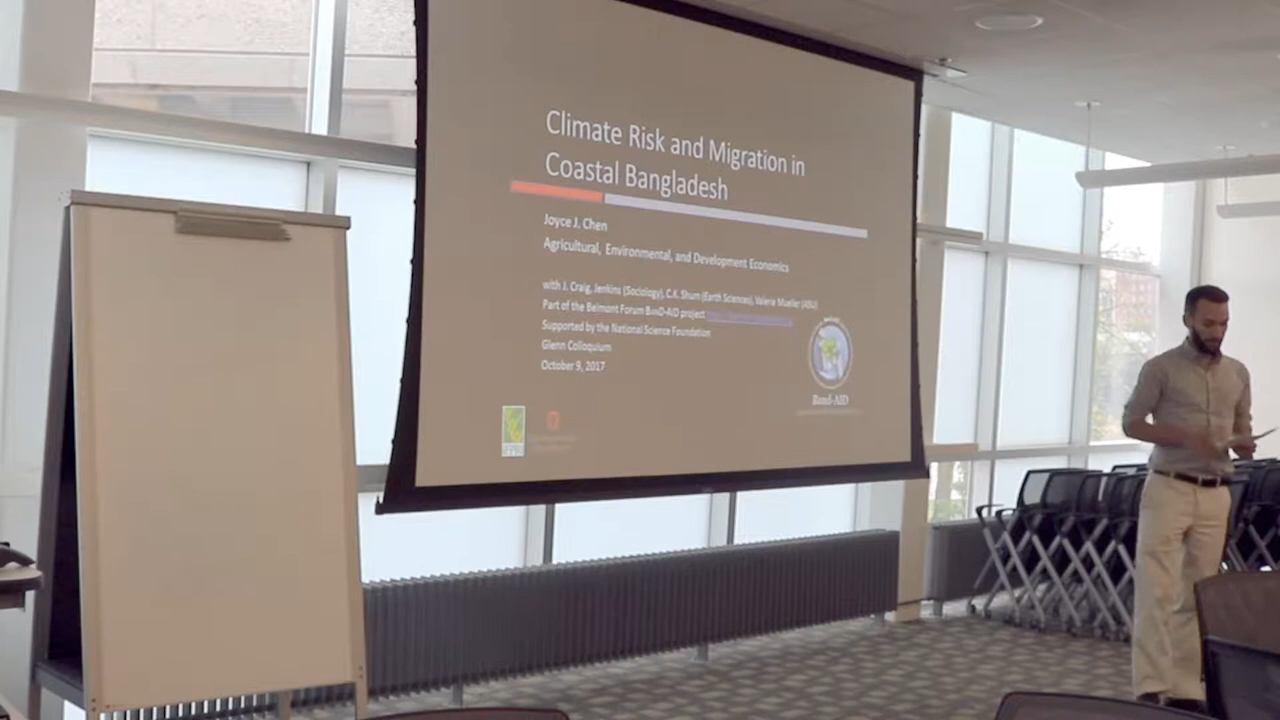 Climate Risk and Migration in
Coastal Bangladesh
Joyce J. Chen
Agricultural, Environmental, and Development Economics
with J. Craig, Jenkins (Sociology), C.K. Shum (Earth Sciences), Valerie Mueller (ASU)
Part of the Belmont Forum BanD-AID project
Supported by the National Science Foundation
Glenn Colloquium
October 9, 2017
Band-AID